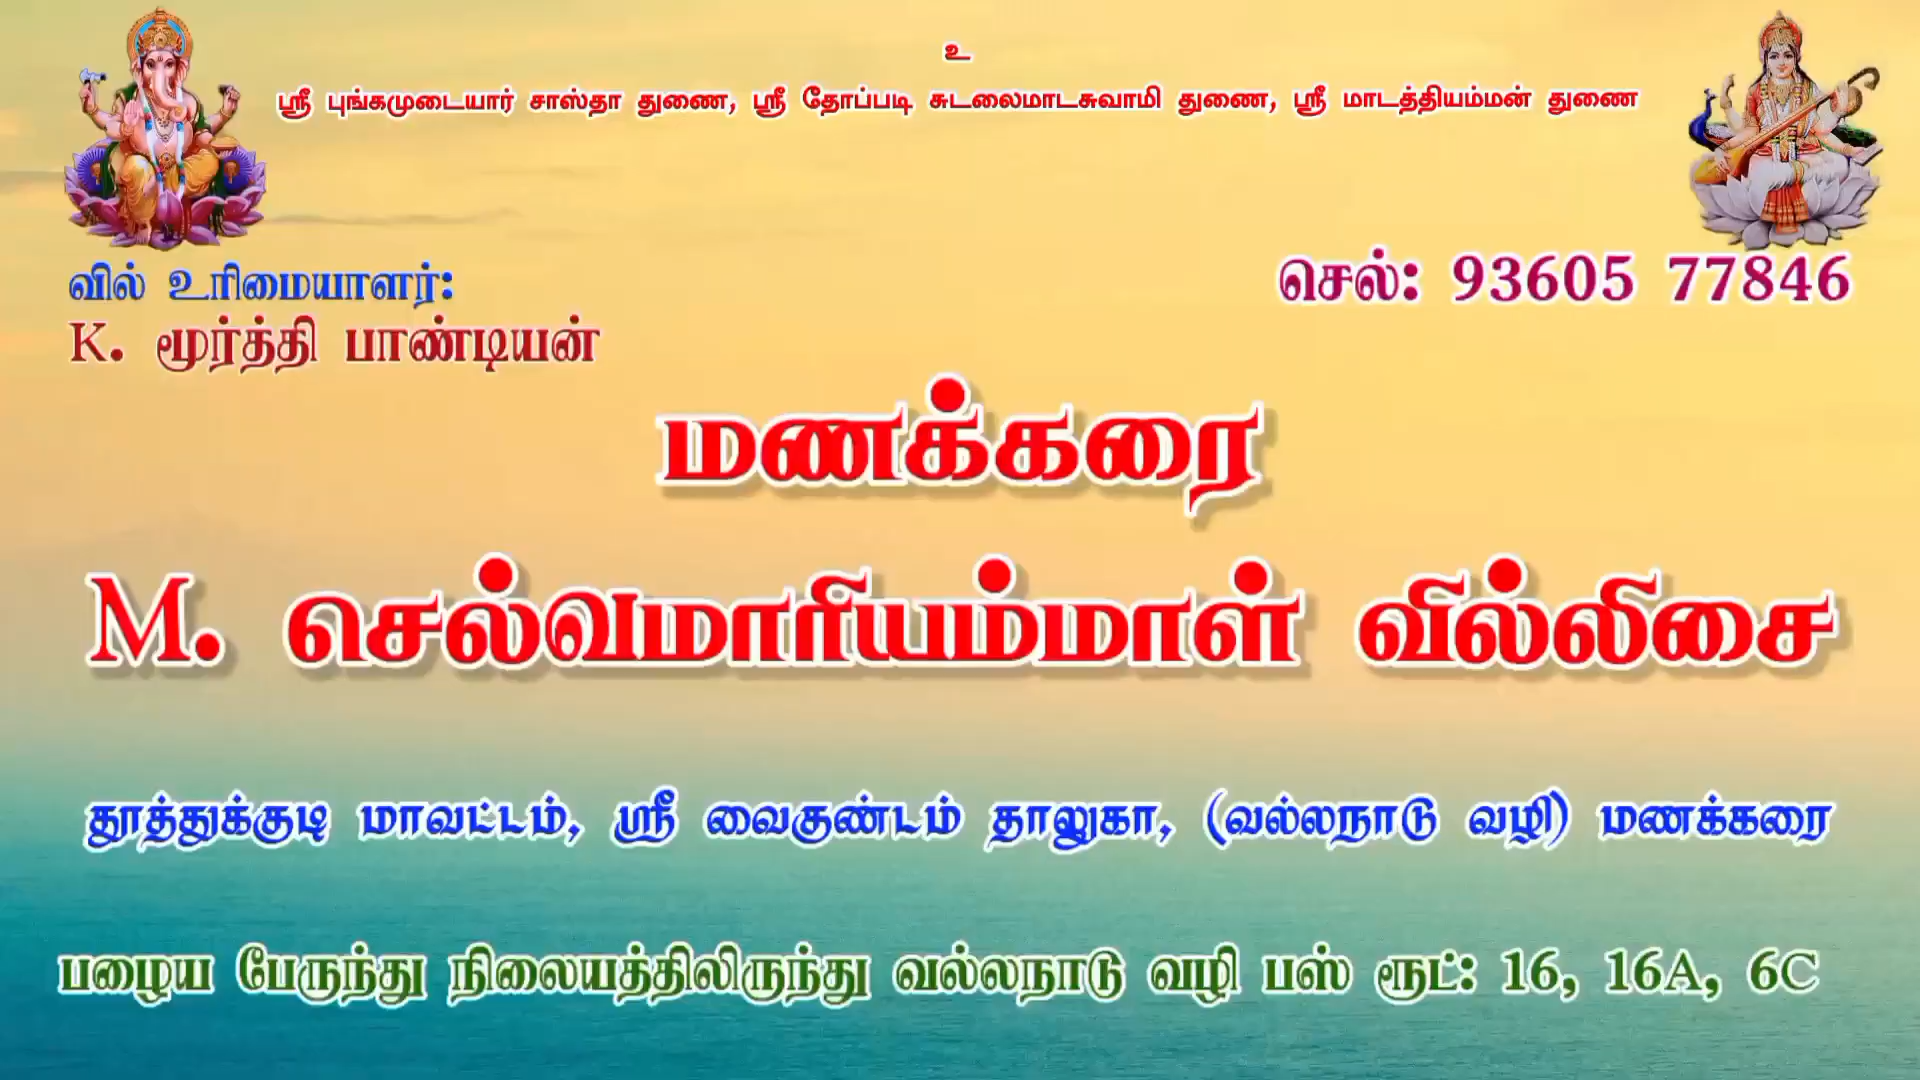 உ
ஸ்ரீ புங்கமுடையார் சாஸ்தா துணை, ஸ்ரீ தோப்படி சுடலைமாடசுவாமி துணை, ஸ்ரீ மாடத்தியம்மன் துணை
வில் உரிமையாளர்:
K. மூர்த்தி பாண்டியன்
செல்: 93605 77846
மணக்கரை
M. செல்வமாரியம்மாள் வில்லிசை
தூத்துக்குடி மாவட்டம், ஸ்ரீ வைகுண்டம் தாலுகா, (வல்லநாடு வழி) மணக்கரை
பழைய பேருந்து நிலையத்திலிருந்து வல்லநாடு வழி பஸ் ரூட்: 16, 16A, 6C